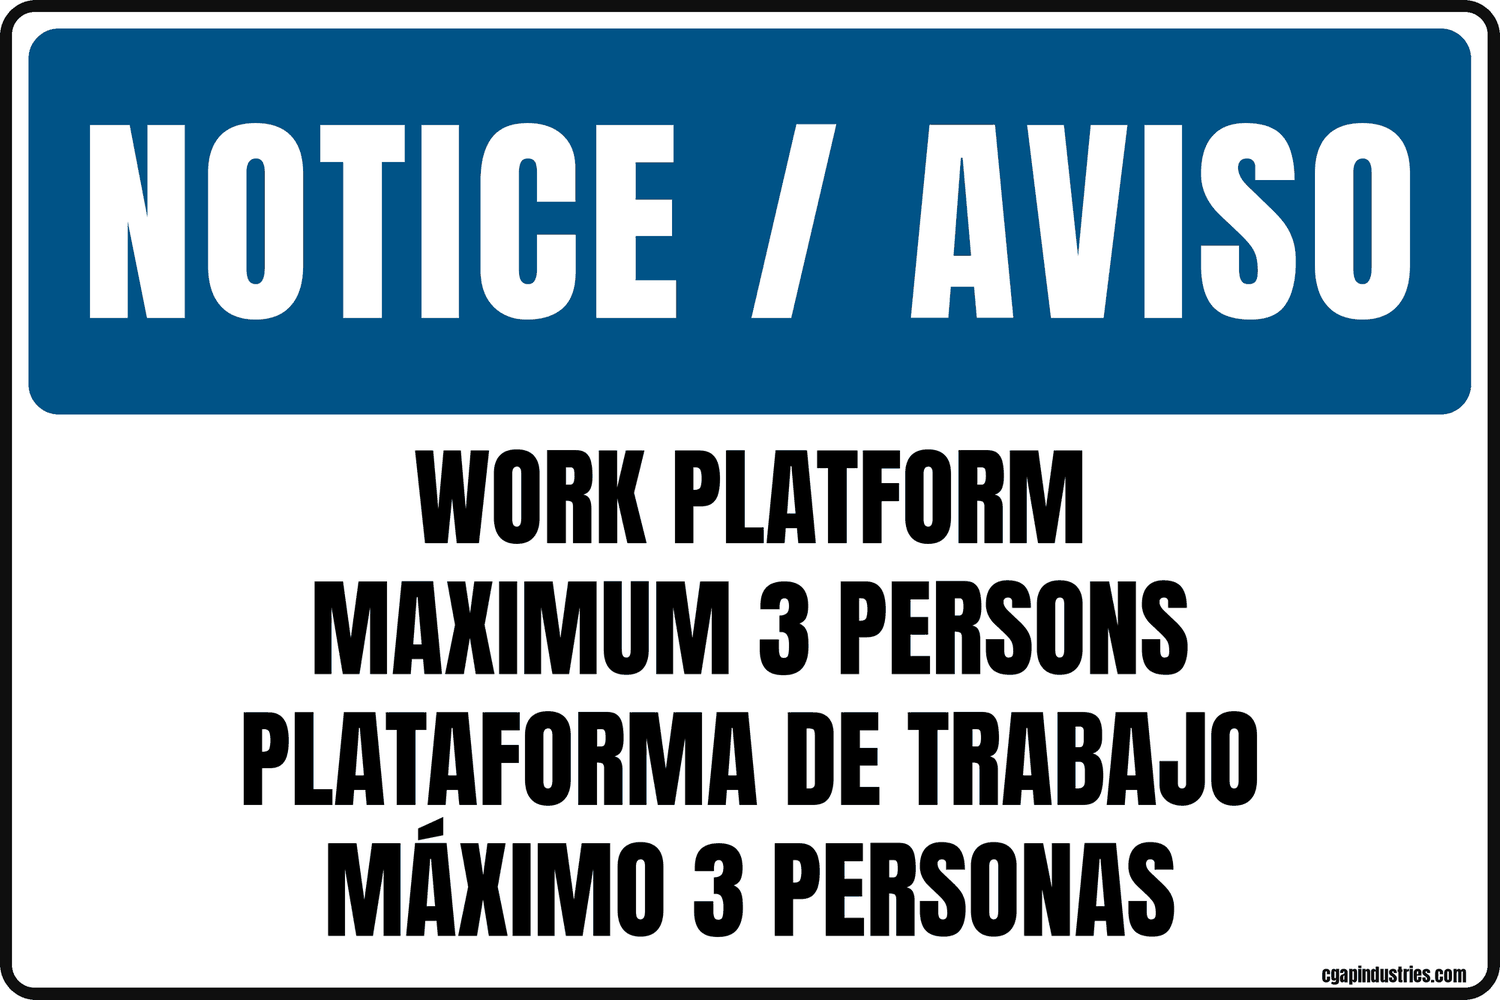 NOTICE / AVISO
WORK PLATFORM
MAXIMUM 3 PERSONS
PLATAFORMA DE TRABAJO
MÁXIMO 3 PERSONAS
cgapindustries.com